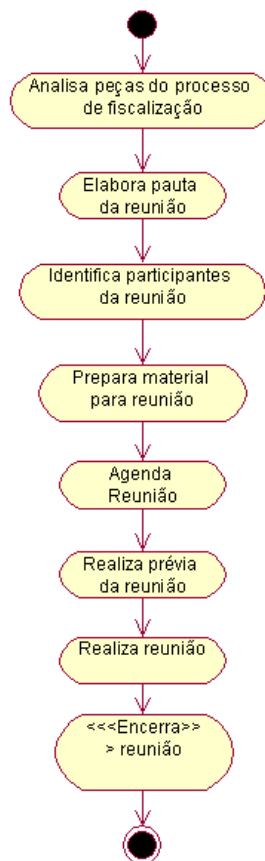 Analisa peças do processo
de fiscalização
Elabora pauta
da reunião
Identifica participantes
da reunião
Prepara material
para reunião
Agenda
Reunião
Realiza prévia
da reunião
Realiza reunião
<<<Encerra>>
> reunião